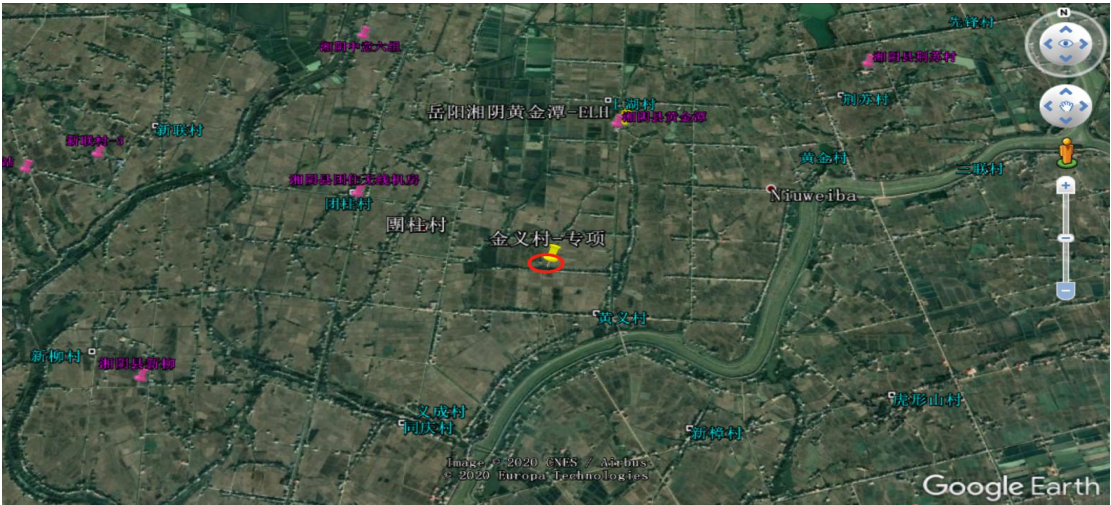 先锋村
N
湘阴中公六组
湘阴县荆苏村
荆苏村
上湖村
岳阳湘阴黄金潭-ELH
湘阴县黄金潭
新联村
新联村-3
黄金村
二联村
湘阴县团住无线机房
团柱村
Niuweiba
團柱村
金义村-专项
黄义村
新柳村
湘阴县新柳
虎形山村
义成村
同庆村
新樟村
Image © 2020 CNES / Airbus
© 2020 Europa Technologies
Google Earth